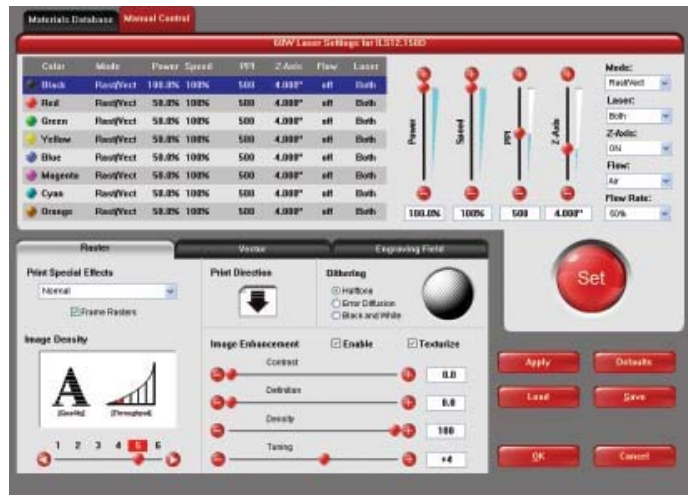 Materials Database Manual Control
60W Laser Settings for ILS12.150D
Color Mode Power Speed PPI Z-Axis Flow Laser
Black Rast/Vect 100.0% 100% 500 4.000" off Both
Red Rast/Vect 50.0% 100% 500 4.000" off Both
Green Rast/Vect 50.0% 100% 500 4.000" off Both
Yellow Rast/Vect 50.0% 100% 500 4.000" off Both
Blue Rast/Vect 50.0% 100% 500 4.000" off Both
Magenta Rast/Vect 50.0% 100% 500 4.000" off Both
Cyan Rast/Vect 50.0% 100% 500 4.000" off Both
Orange Rast/Vect 50.0% 100% 500 4.000" off Both
Power Speed PPI Z-Axis
100.0% 100% 500 4.000"
Mode:
Rast/Vect
Laser:
Both
Z-Axis:
ON
Flow:
Air
Flow Rate:
60%
Set
Raster Vector Engraving Field
Print Special Effects
Normal
Frame Rasters
Print Direction
Dithering
Halftone
Error Diffusion
Black and White
Image Density
A
[Quality] [Throughput]
1 2 3 4 5 6
Image Enhancement Enable Texturize
Contrast
0.0
Definition
0.0
Density
100
Tuning
+4
Apply Defaults
Load Save
OK Cancel